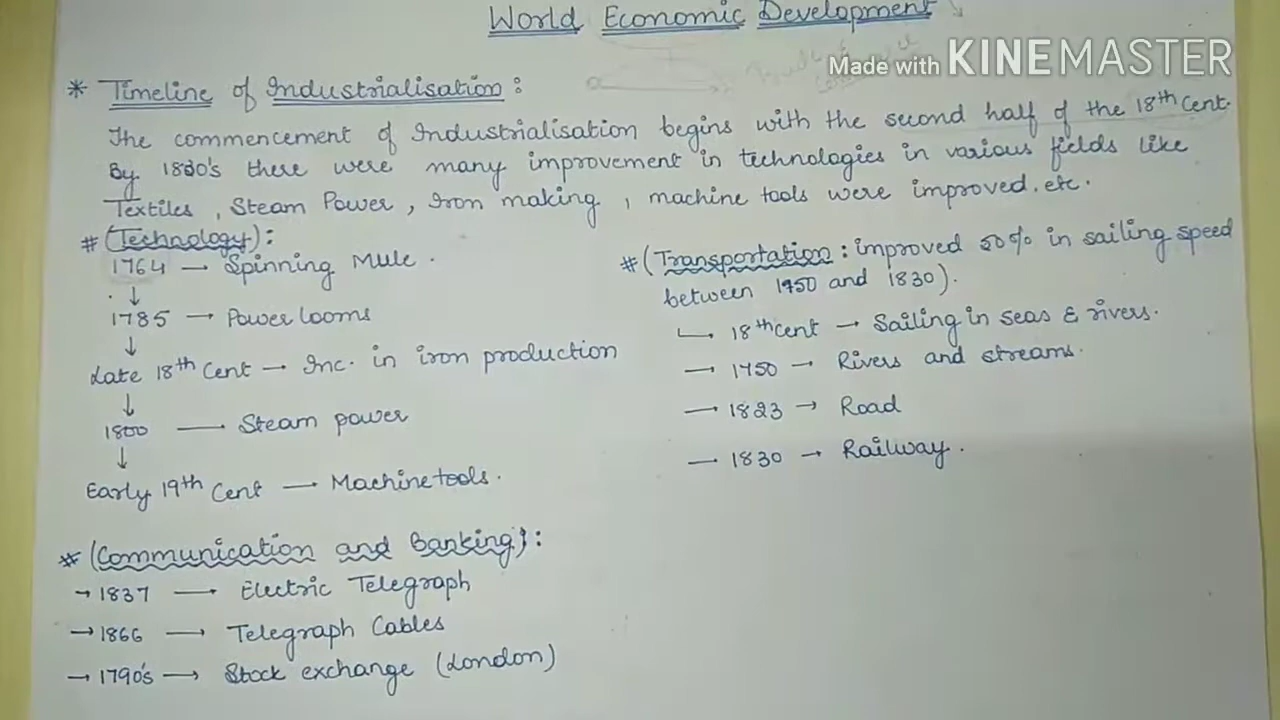 World Economic Development
Made with KINEMASTER
* Timeline of Industrialisation :
The commencement of Industrialisation begins with the second half of the 18th Cent.
By 1830's there were many improvement in technologies in various fields like
Textiles, Steam Power, Iron making, machine tools were improved. etc.
# (Technology) :
1764 → Spinning Mule.
↓
1785 → Power looms
↓
Late 18th Cent → Inc. in iron production
↓
1800 → Steam power
↓
Early 19th Cent → Machine tools.
# (Transportation : improved 50% in sailing speed
between 1750 and 1830).
↳ 18th Cent → Sailing in seas & rivers.
→ 1750 → Rivers and streams.
→ 1823 → Road
→ 1830 → Railway.
# (Communication and Banking) :
→ 1837 → Electric Telegraph
→ 1866 → Telegraph Cables
→ 1790's → Stock exchange (London)